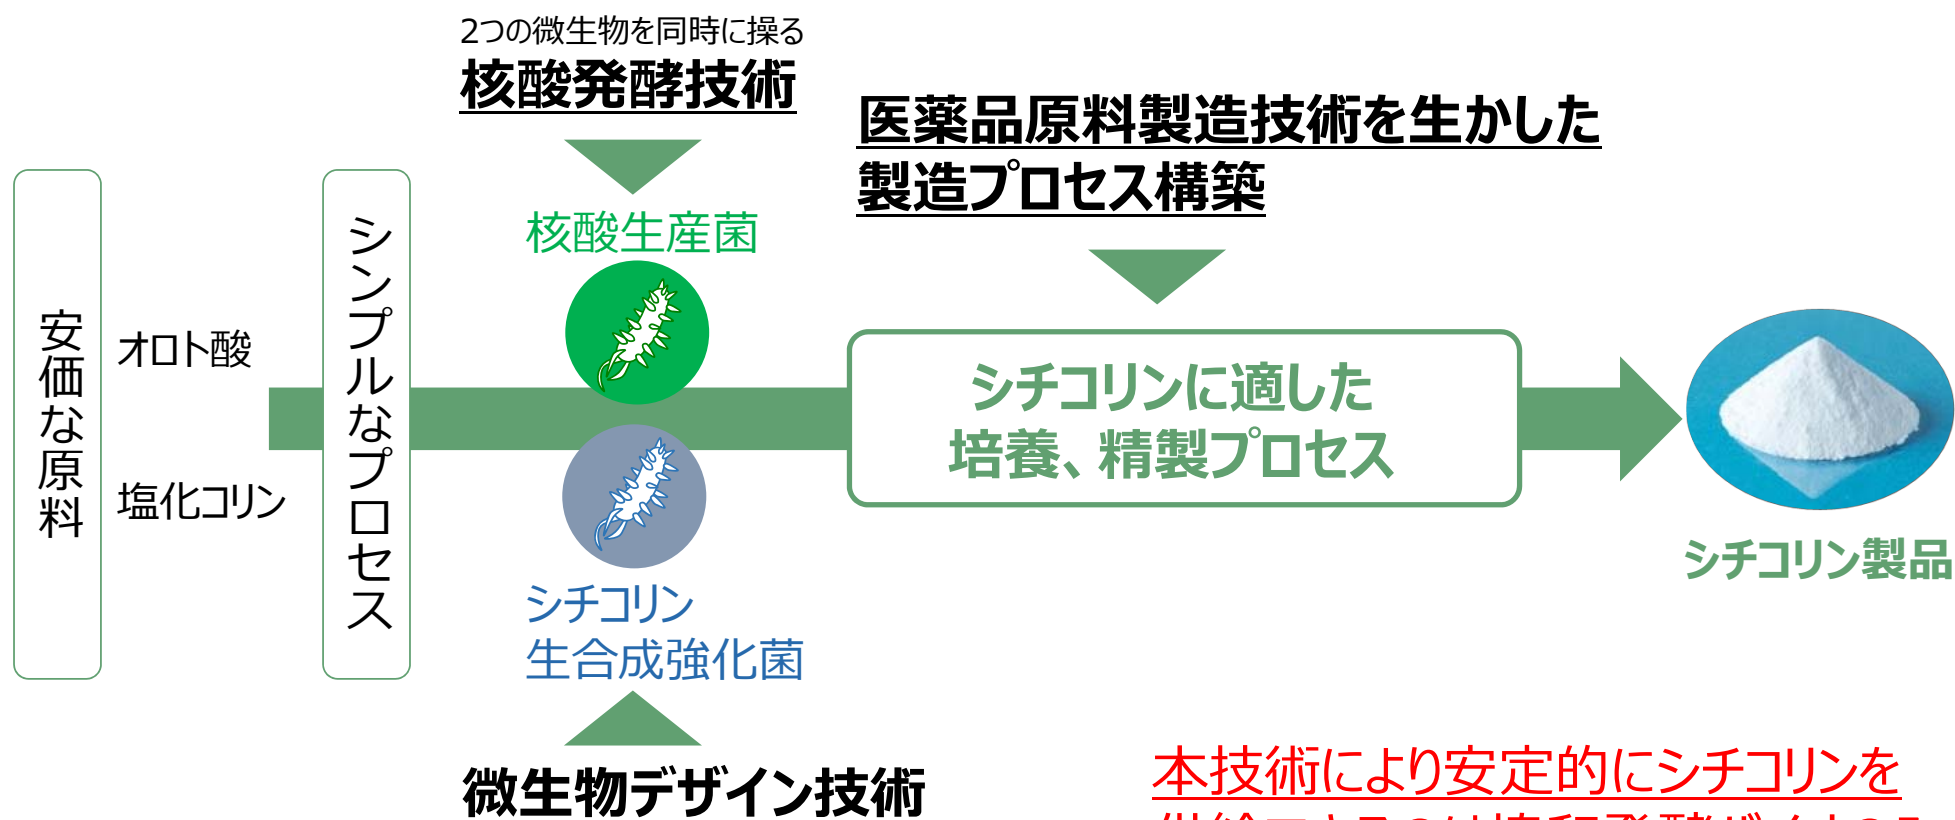 2つの微生物を同時に操る
核酸発酵技術
医薬品原料製造技術を生かした
製造プロセス構築
安価な原料
オロト酸
塩化コリン
シンプルなプロセス
核酸生産菌
シチコリン
生合成強化菌
シチコリンに適した
培養、精製プロセス
シチコリン製品
微生物デザイン技術
本技術により安定的にシチコリンを